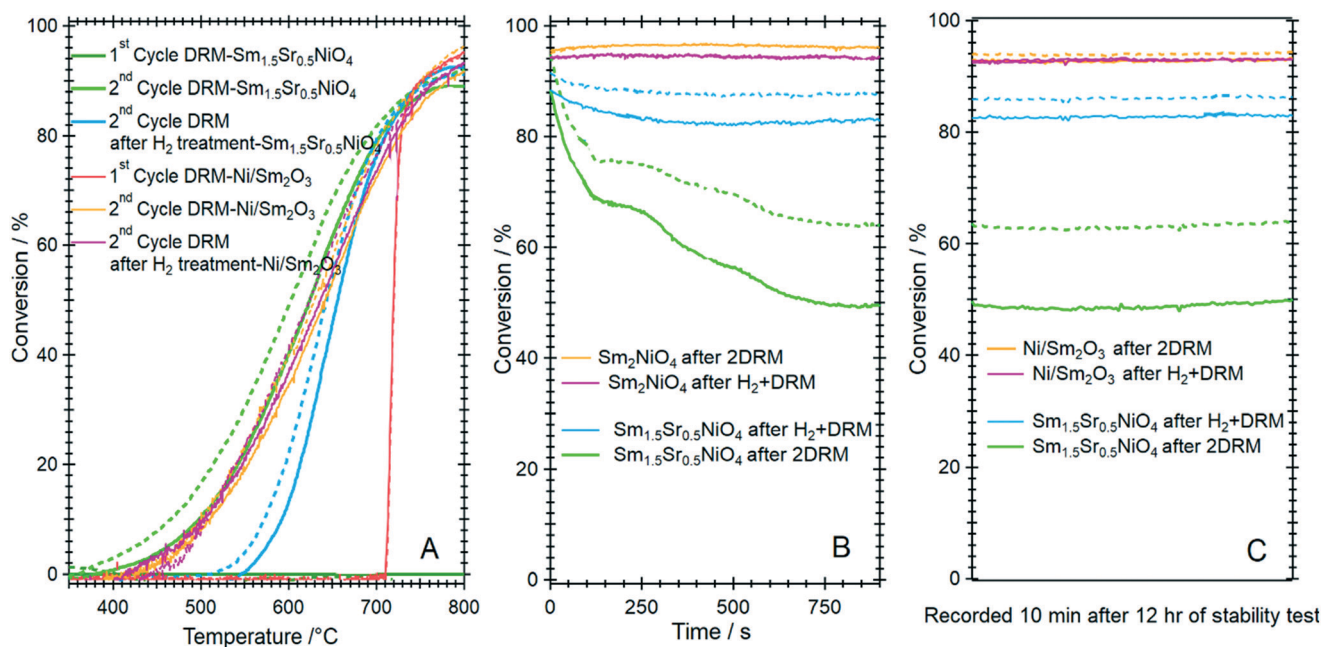 100
80
60
40
20
0
Conversion / %
1st Cycle DRM-Sm1.5Sr0.5NiO4
2nd Cycle DRM-Sm1.5Sr0.5NiO4
2nd Cycle DRM
after H2 treatment-Sm1.5Sr0.5NiO4
1st Cycle DRM-Ni/Sm2O3
2nd Cycle DRM-Ni/Sm2O3
2nd Cycle DRM
after H2 treatment-Ni/Sm2O3
A
400 500 600 700 800
Temperature /°C
100
80
60
40
20
0
Conversion / %
Sm2NiO4 after 2DRM
Sm2NiO4 after H2+DRM
Sm1.5Sr0.5NiO4 after H2+DRM
Sm1.5Sr0.5NiO4 after 2DRM
B
0 250 500 750
Time / s
100
80
60
40
20
0
Conversion / %
Ni/Sm2O3 after 2DRM
Ni/Sm2O3 after H2+DRM
Sm1.5Sr0.5NiO4 after H2+DRM
Sm1.5Sr0.5NiO4 after 2DRM
C
Recorded 10 min after 12 hr of stability test